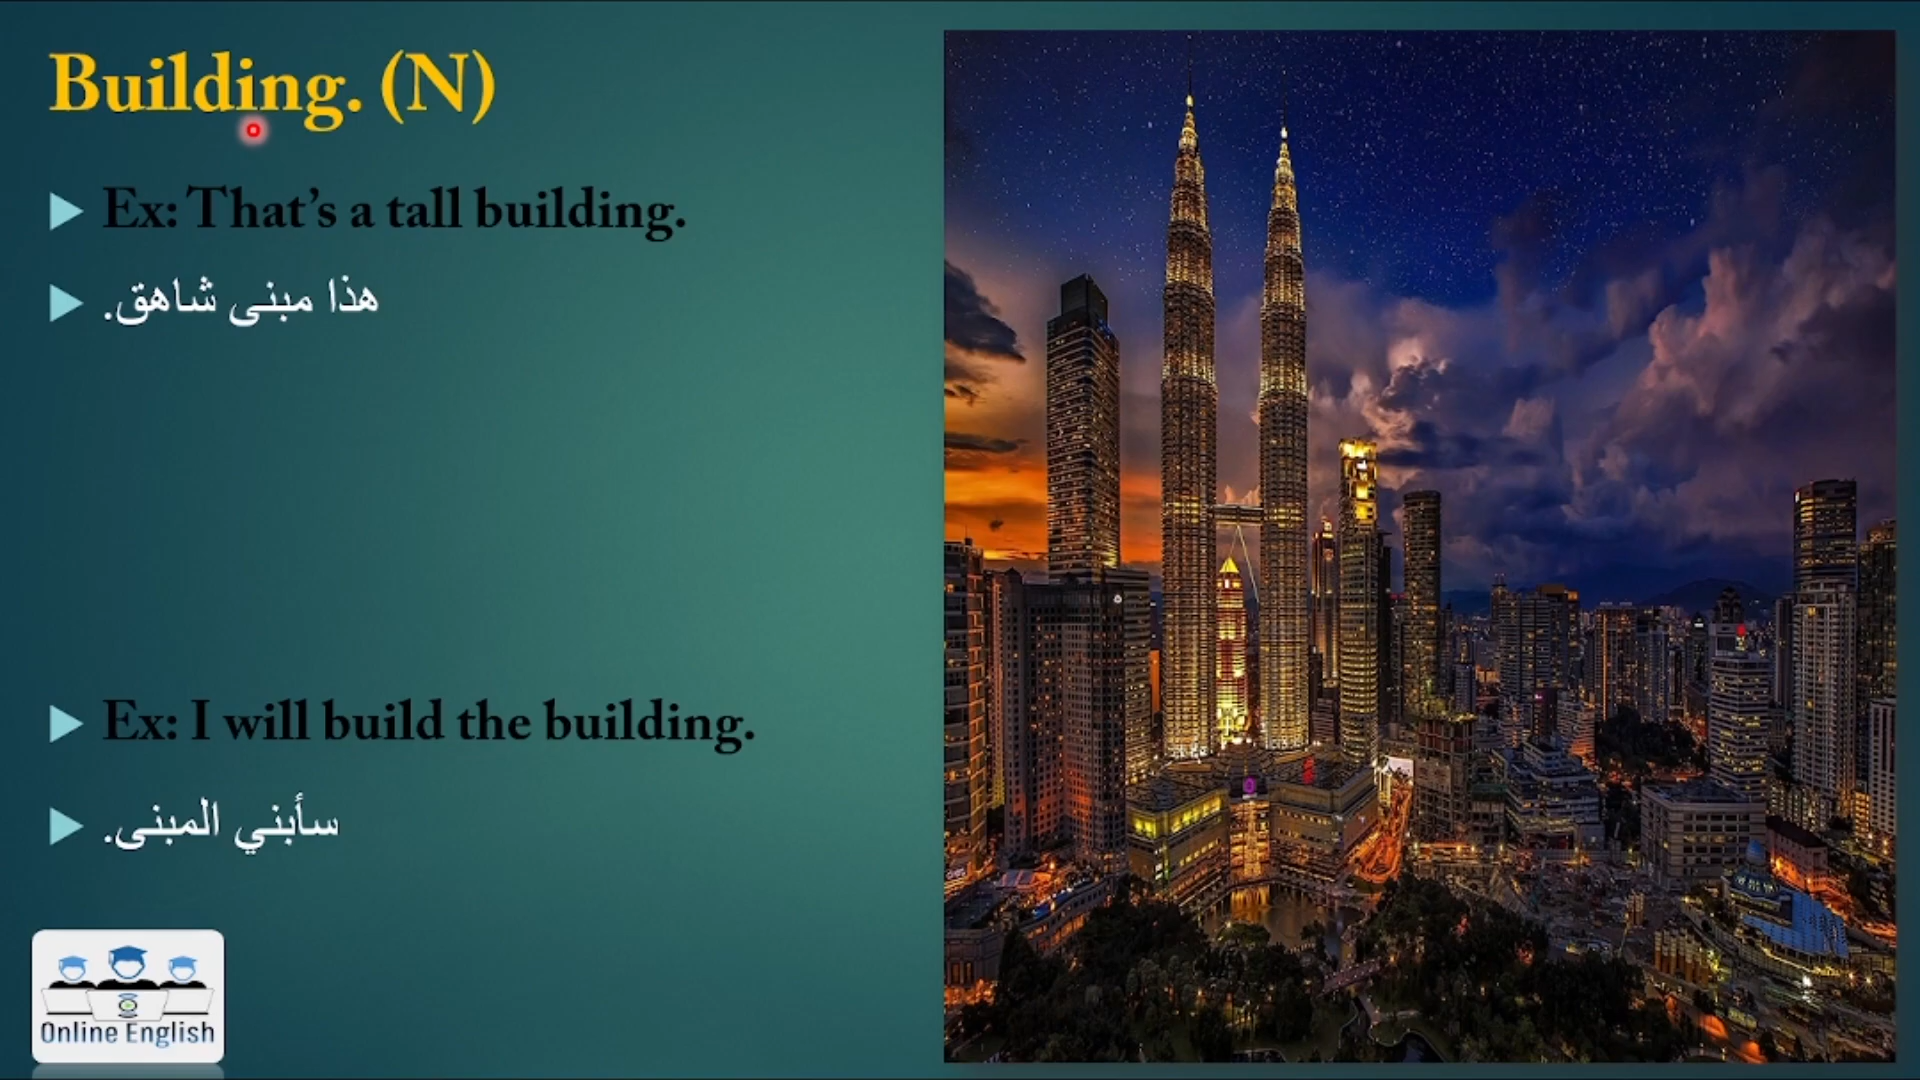 Building. (N)
Ex: That’s a tall building.
هذا مبنى شاهق.
Ex: I will build the building.
سأبني المبنى.
Online English